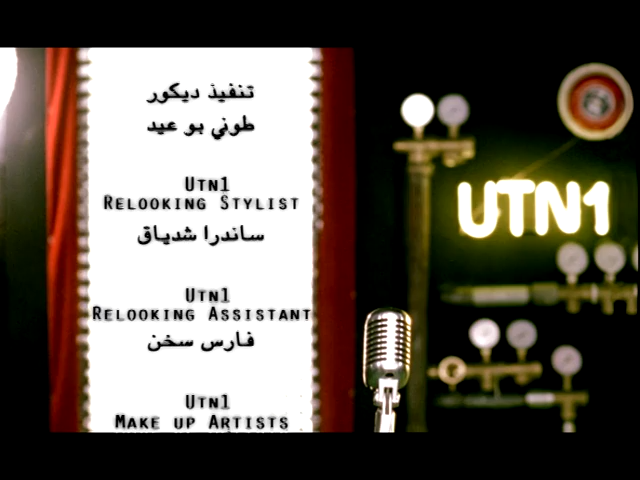 تنفيذ ديكور
طوني بو عيد
UTN1
RELOOKING STYLIST
ساندرا شدياق
UTN1
RELOOKING ASSISTANT
فارس سخن
UTN1
MAKE UP ARTISTS
UTN1